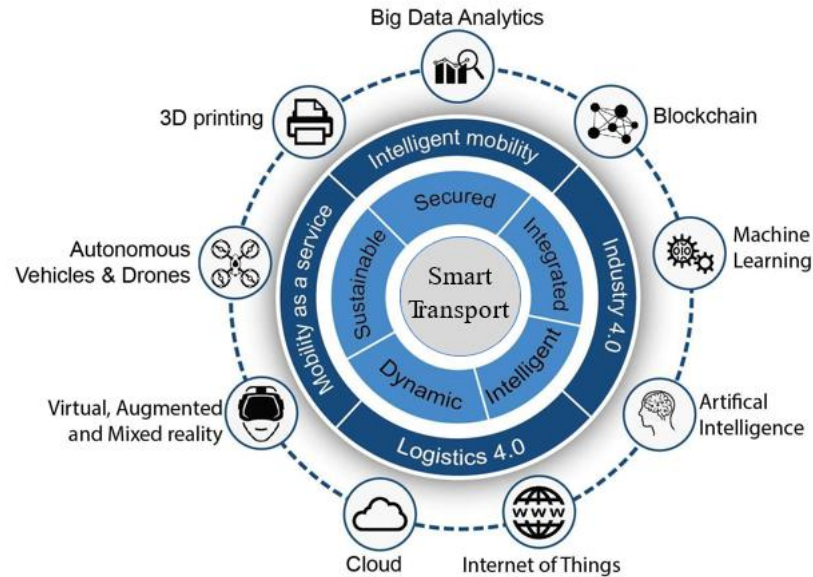 Big Data Analytics
3D printing
Blockchain
Intelligent mobility
Secured
Mobility as a service
Sustainable
Integrated
Industry 4.0
Autonomous
Vehicles & Drones
Machine
Learning
Smart
Transport
Dynamic
Intelligent
Virtual, Augmented
and Mixed reality
Artifical
Intelligence
Logistics 4.0
WWW
Cloud
Internet of Things